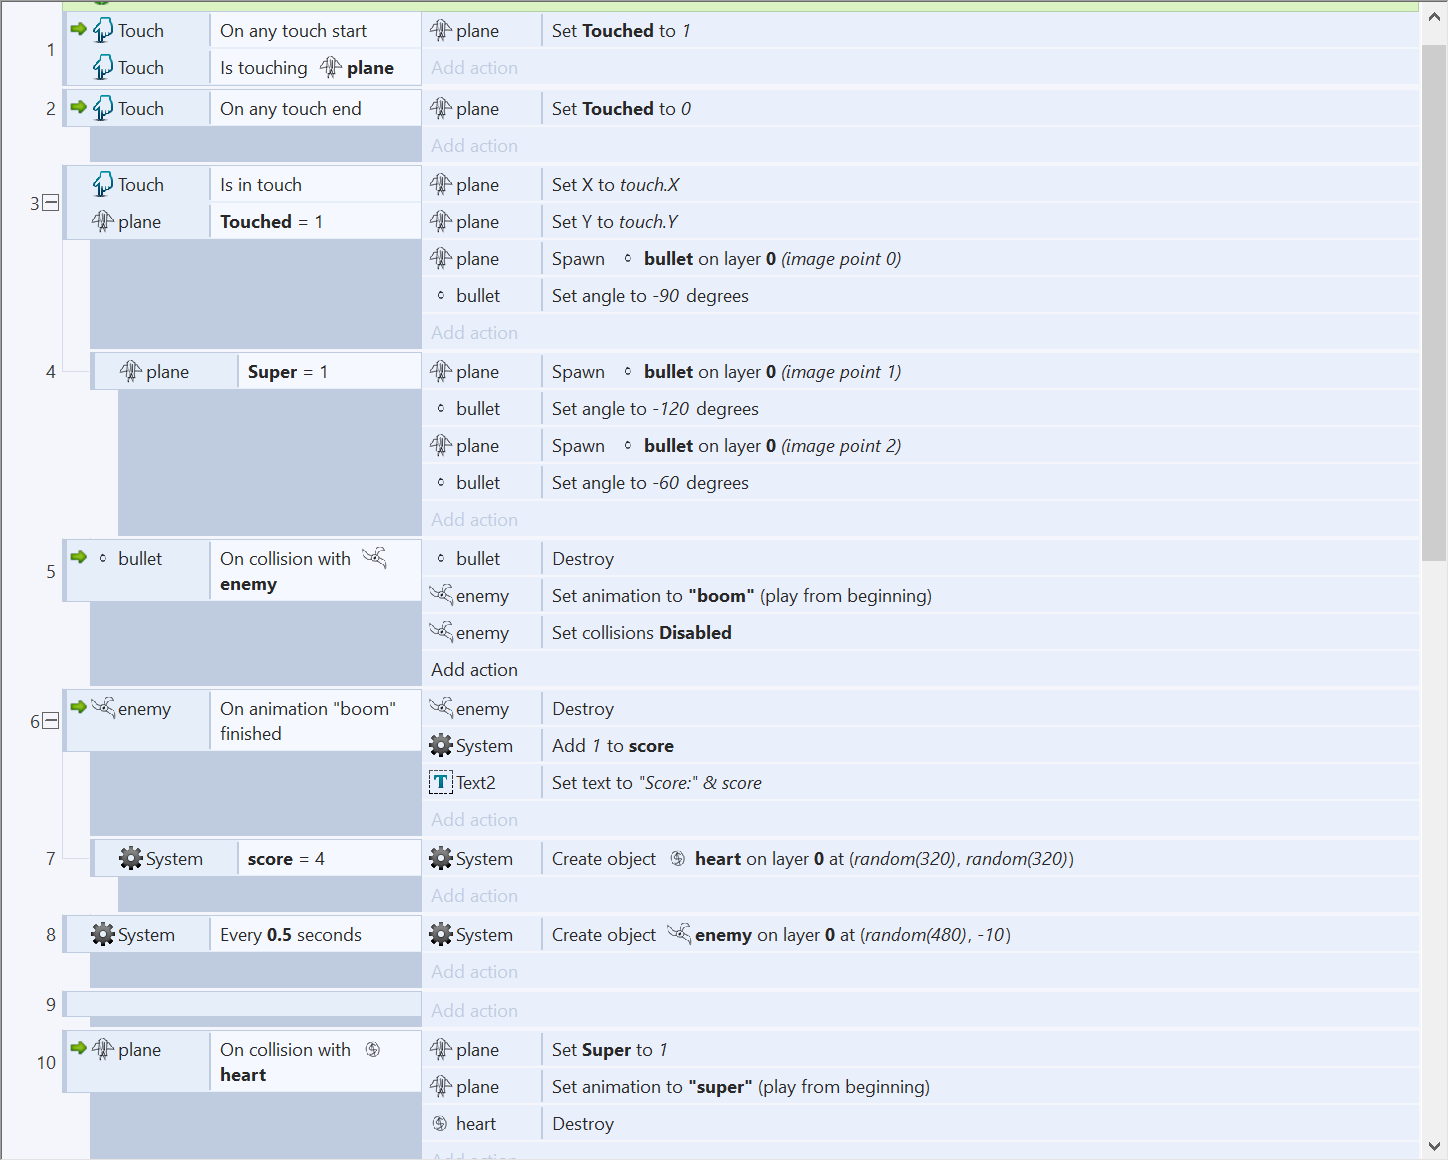 1
Touch On any touch start plane Set Touched to 1
Touch Is touching plane Add action
2 Touch On any touch end plane Set Touched to 0
Add action
3 Touch Is in touch plane Set X to touch.X
plane Touched = 1 plane Set Y to touch.Y
plane Spawn bullet on layer 0 (image point 0)
bullet Set angle to -90 degrees
Add action
4 plane Super = 1 plane Spawn bullet on layer 0 (image point 1)
bullet Set angle to -120 degrees
plane Spawn bullet on layer 0 (image point 2)
bullet Set angle to -60 degrees
Add action
5 bullet On collision with bullet Destroy
enemy
enemy Set animation to "boom" (play from beginning)
enemy Set collisions Disabled
Add action
6 enemy On animation "boom" enemy Destroy
finished
System Add 1 to score
Text2 Set text to "Score:" & score
Add action
7 System score = 4 System Create object heart on layer 0 at (random(320), random(320))
Add action
8 System Every 0.5 seconds System Create object enemy on layer 0 at (random(480), -10)
Add action
9 Add action
10 plane On collision with plane Set Super to 1
heart
plane Set animation to "super" (play from beginning)
heart Destroy
Add action